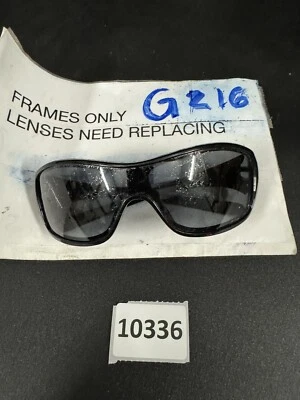 G216
FRAMES ONLY
LENSES NEED REPLACING
10336